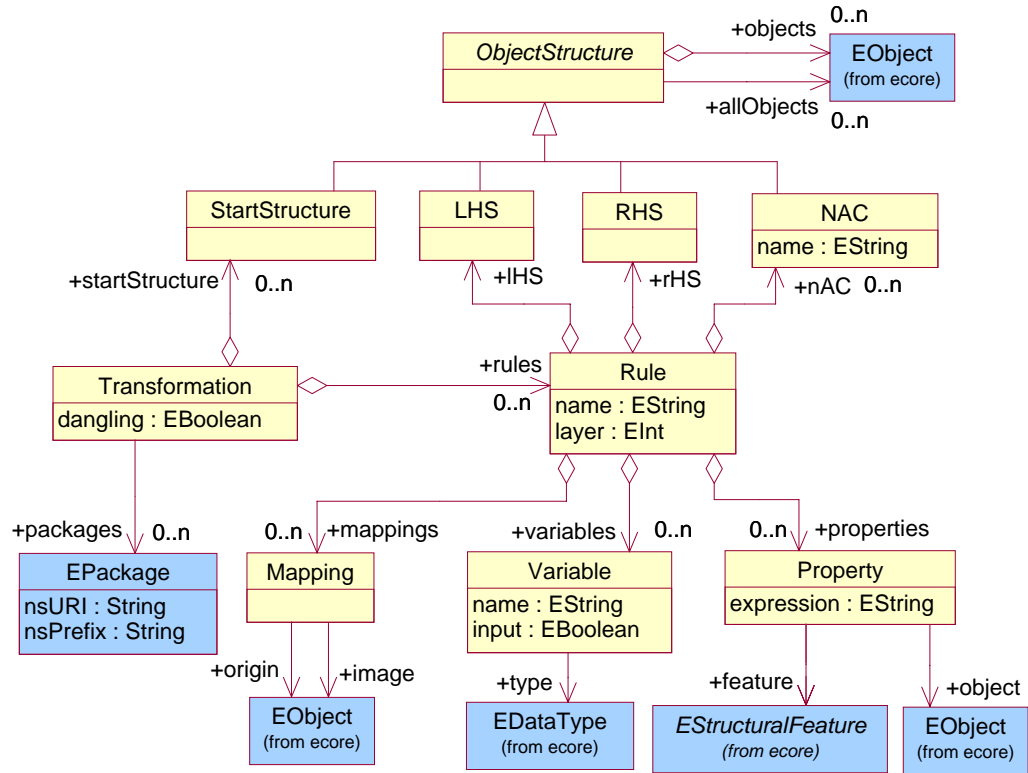 0..n
+objects
ObjectStructure
EObject
(from ecore)
+allObjects
0..n
StartStructure
LHS
RHS
NAC
name : EString
+startStructure
0..n
+lHS
+rHS
+nAC
0..n
Transformation
dangling : EBoolean
+rules
0..n
Rule
name : EString
layer : EInt
+packages
0..n
0..n
+mappings
+variables
0..n
0..n
+properties
EPackage
nsURI : String
nsPrefix : String
Mapping
Variable
name : EString
input : EBoolean
Property
expression : EString
+origin
+image
+type
+feature
+object
EObject
(from ecore)
EDataType
(from ecore)
EStructuralFeature
(from ecore)
EObject
(from ecore)